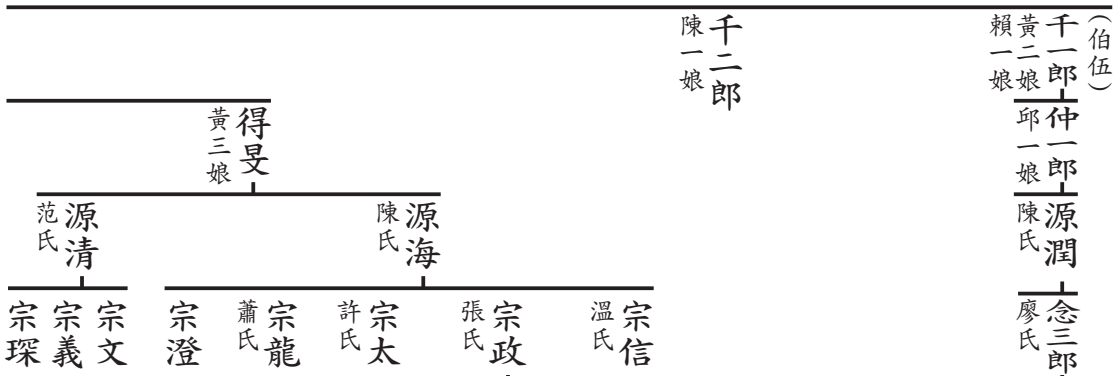 (伯伍)
千一郎
黃二娘
賴一娘
千二郎
陳一娘
仲一郎
邱一娘
得旻
黃三娘
源潤
陳氏
源海
陳氏
源清
范氏
念三郎
廖氏
宗信
溫氏
宗政
張氏
宗太
許氏
宗龍
蕭氏
宗澄
宗文
宗義
宗琛